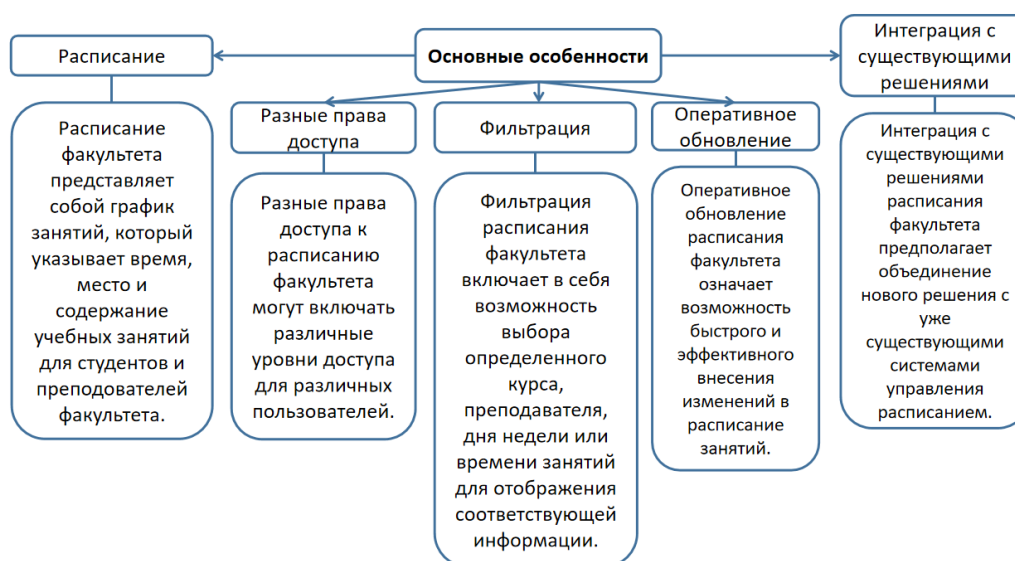 Основные особенности
Расписание
Расписание
факультета
представляет
собой график
занятий, который
указывает время,
место и
содержание
учебных занятий
для студентов и
преподователей
факультета.
Разные права
доступа
Разные права
доступа к
расписанию
факультета
могут включать
различные
уровни доступа
для различных
пользователей.
Фильтрация
Фильтрация
расписания
факультета
включает в себя
возможность
выбора
определенного
курса,
преподавателя,
дня недели или
времени занятий
для отображения
соответствующей
информации.
Оперативное
обновление
Оперативное
обновление
расписания
факультета
означает
возможность
быстрого и
эффективного
внесения
изменений в
расписание
занятий.
Интеграция с
существующими
решениями
Интеграция с
существующими
решениями
расписания
факультета
предполагает
объединение
нового решения с
уже
существующими
системами
управления
расписанием.